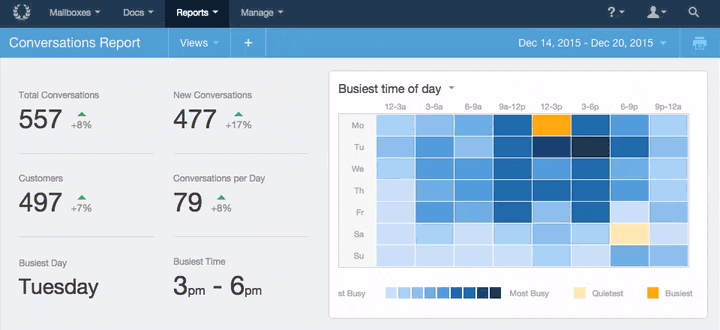 Mailboxes Docs Reports Manage ?
Conversations Report Views + Dec 14, 2015 - Dec 20, 2015
Total Conversations
557 +8%
New Conversations
477 +17%
Customers
497 +7%
Conversations per Day
79 +8%
Busiest Day
Tuesday
Busiest Time
3pm - 6pm
Busiest time of day
12-3a 3-6a 6-9a 9a-12p 12-3p 3-6p 6-9p 9p-12a
Mo
Tu
We
Th
Fr
Sa
Su
st Busy Most Busy Quietest Busiest